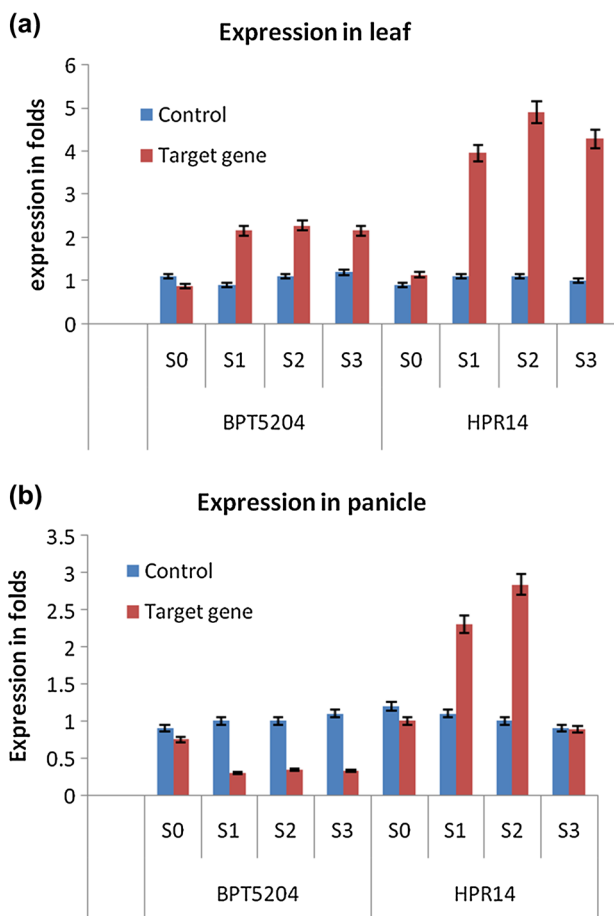 (a)
Expression in leaf
expression in folds
6
5
4
3
2
1
0
Control
Target gene
S0 S1 S2 S3 S0 S1 S2 S3
BPT5204 HPR14
(b)
Expression in panicle
Expression in folds
3.5
3
2.5
2
1.5
1
0.5
0
Control
Target gene
S0 S1 S2 S3 S0 S1 S2 S3
BPT5204 HPR14